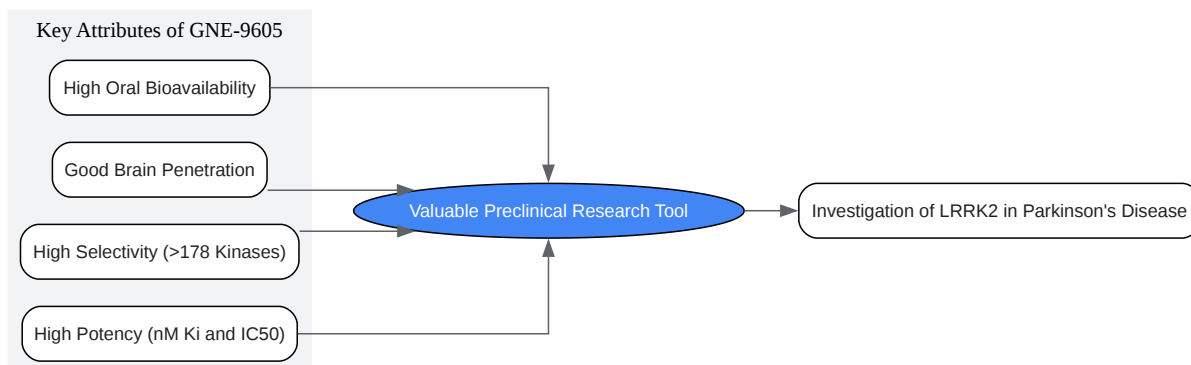 Key Attributes of GNE-9605
High Oral Bioavailability
Good Brain Penetration
High Selectivity (>178 Kinases)
High Potency (nM Ki and IC50)
Valuable Preclinical Research Tool
Investigation of LRRK2 in Parkinson's Disease